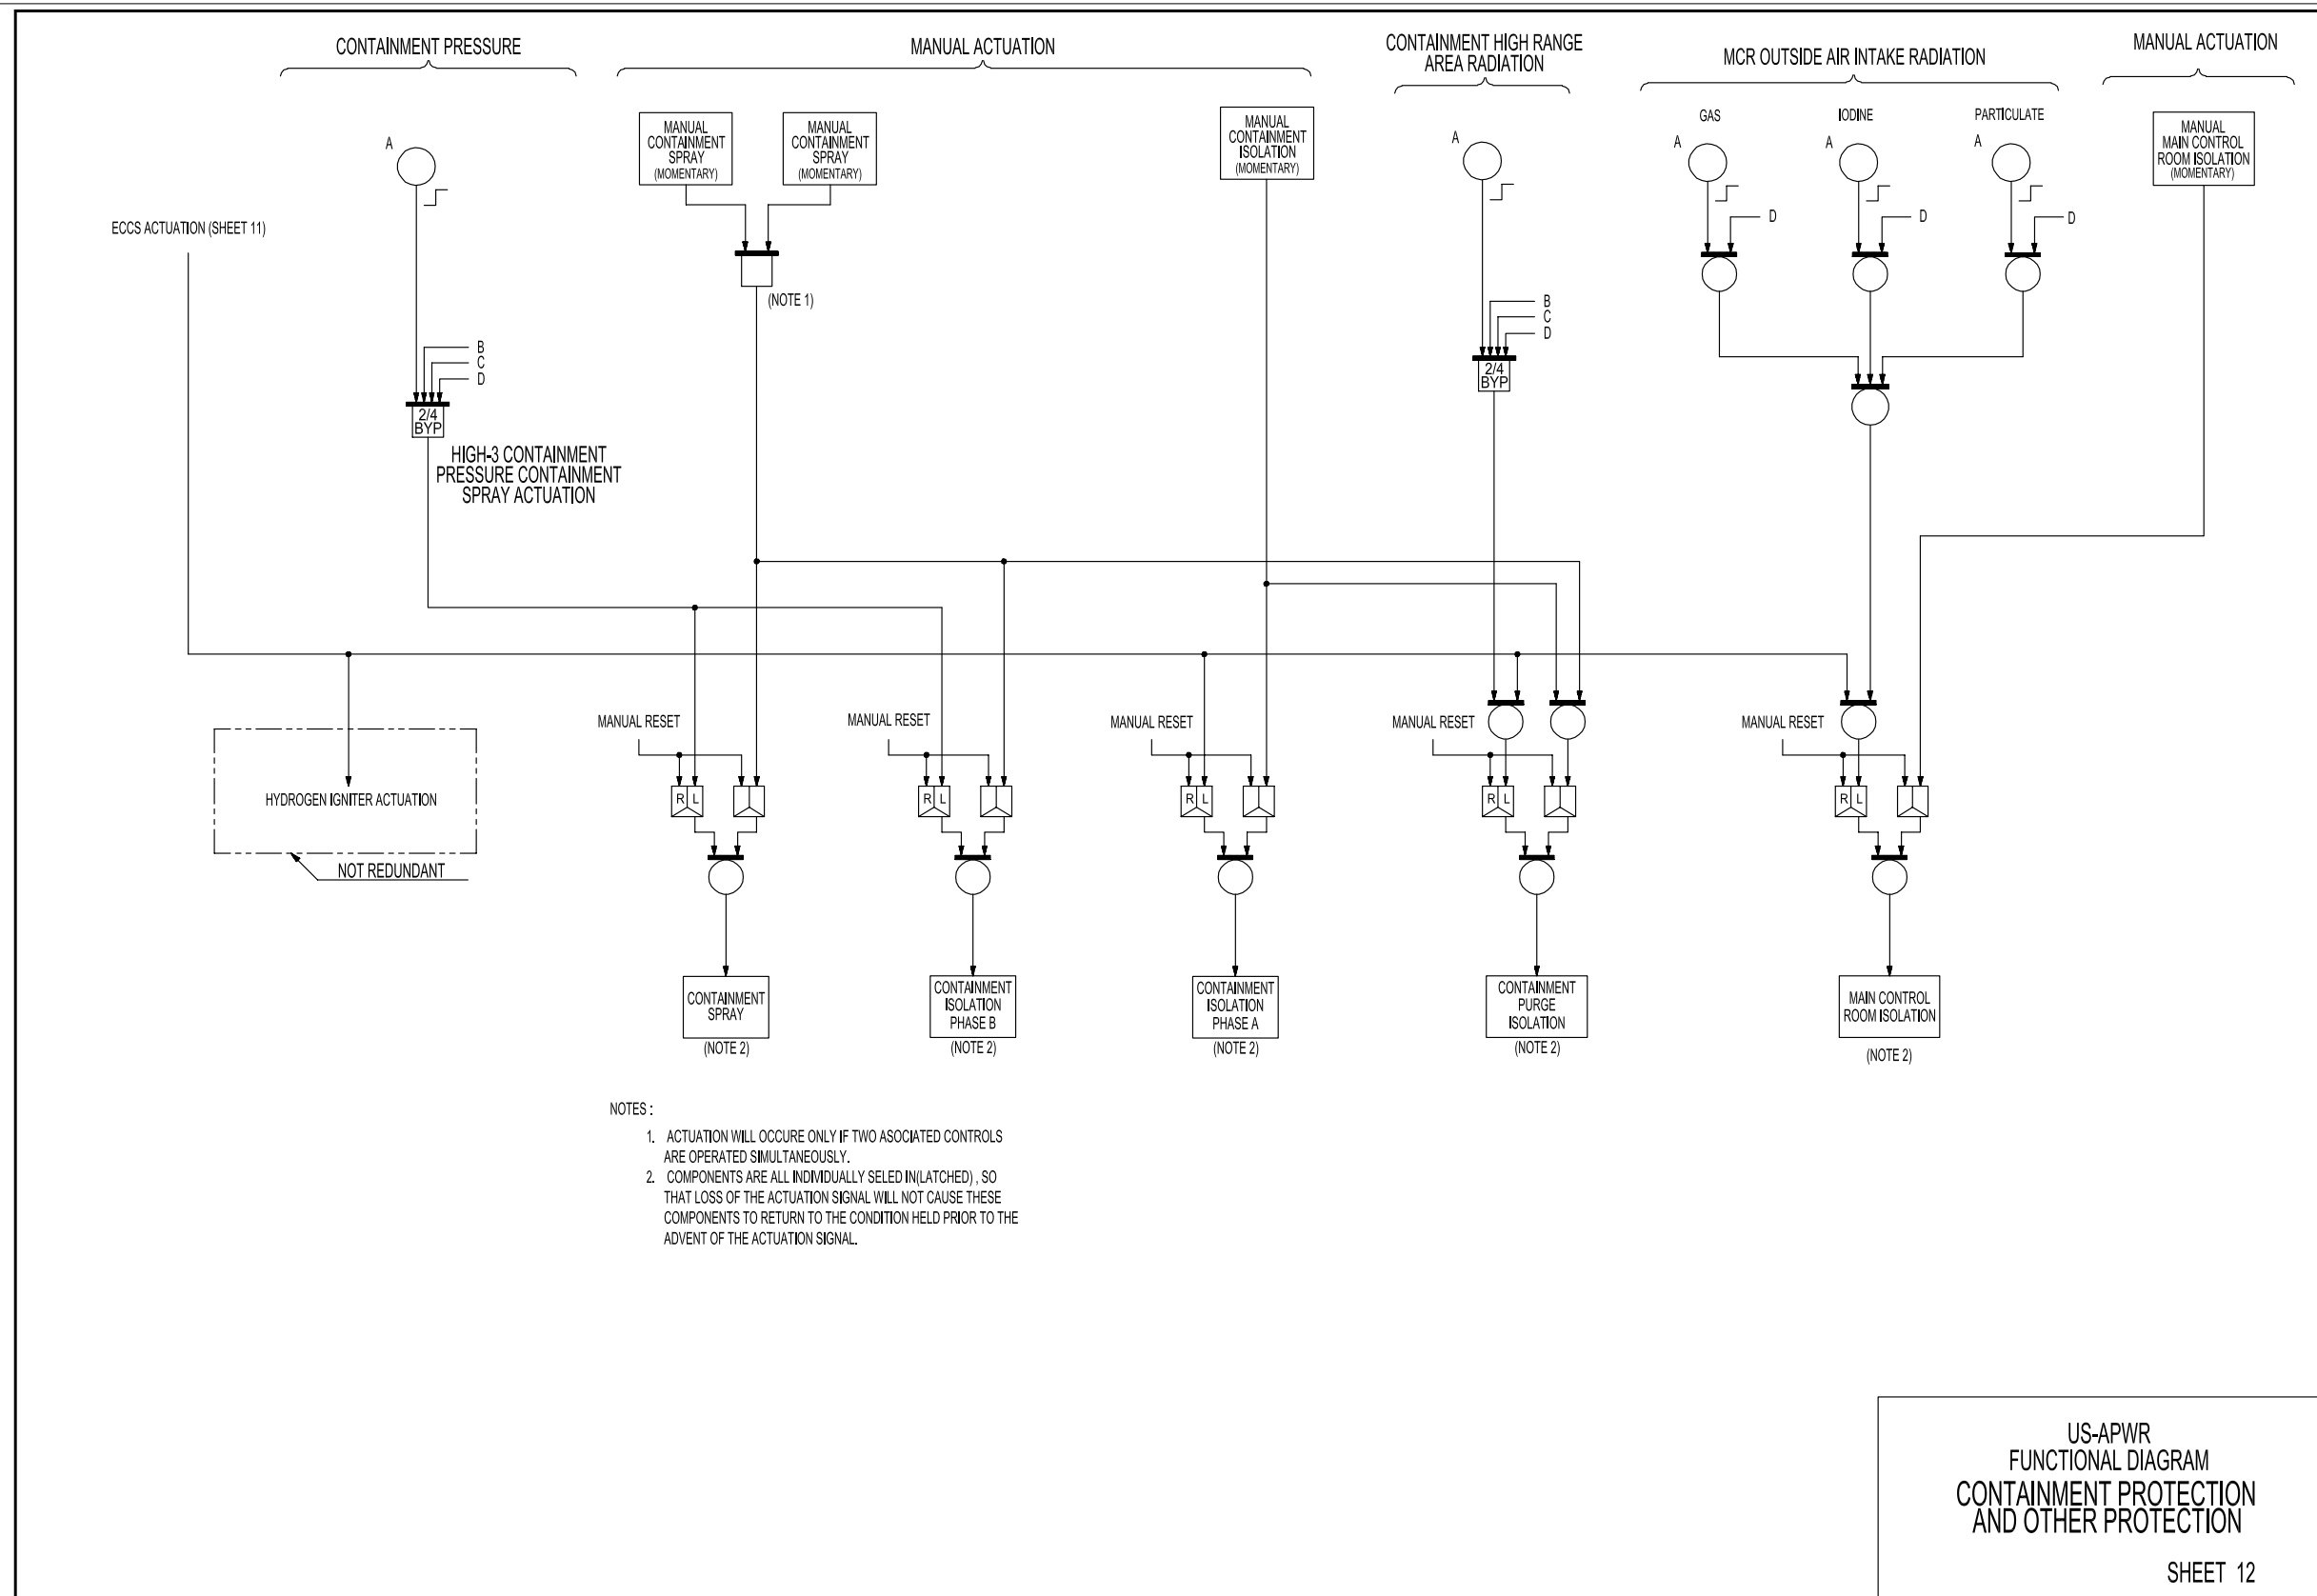 CONTAINMENT PRESSURE
MANUAL ACTUATION
CONTAINMENT HIGH RANGE
AREA RADIATION
MCR OUTSIDE AIR INTAKE RADIATION
MANUAL ACTUATION
GAS
IODINE
PARTICULATE
A
MANUAL
CONTAINMENT
SPRAY
(MOMENTARY)
MANUAL
CONTAINMENT
SPRAY
(MOMENTARY)
MANUAL
CONTAINMENT
ISOLATION
(MOMENTARY)
A
A
A
A
MANUAL
MAIN CONTROL
ROOM ISOLATION
(MOMENTARY)
ECCS ACTUATION (SHEET 11)
D
D
D
(NOTE 1)
B
C
D
2/4
BYP
B
C
D
2/4
BYP
HIGH-3 CONTAINMENT
PRESSURE CONTAINMENT
SPRAY ACTUATION
MANUAL RESET
MANUAL RESET
MANUAL RESET
MANUAL RESET
MANUAL RESET
HYDROGEN IGNITER ACTUATION
R L
R L
R L
R L
R L
NOT REDUNDANT
CONTAINMENT
SPRAY
(NOTE 2)
CONTAINMENT
ISOLATION
PHASE B
(NOTE 2)
CONTAINMENT
ISOLATION
PHASE A
(NOTE 2)
CONTAINMENT
PURGE
ISOLATION
(NOTE 2)
MAIN CONTROL
ROOM ISOLATION
(NOTE 2)
NOTES :
1. ACTUATION WILL OCCURE ONLY IF TWO ASOCIATED CONTROLS
ARE OPERATED SIMULTANEOUSLY.
2. COMPONENTS ARE ALL INDIVIDUALLY SELED IN(LATCHED) , SO
THAT LOSS OF THE ACTUATION SIGNAL WILL NOT CAUSE THESE
COMPONENTS TO RETURN TO THE CONDITION HELD PRIOR TO THE
ADVENT OF THE ACTUATION SIGNAL.
US-APWR
FUNCTIONAL DIAGRAM
CONTAINMENT PROTECTION
AND OTHER PROTECTION
SHEET 12